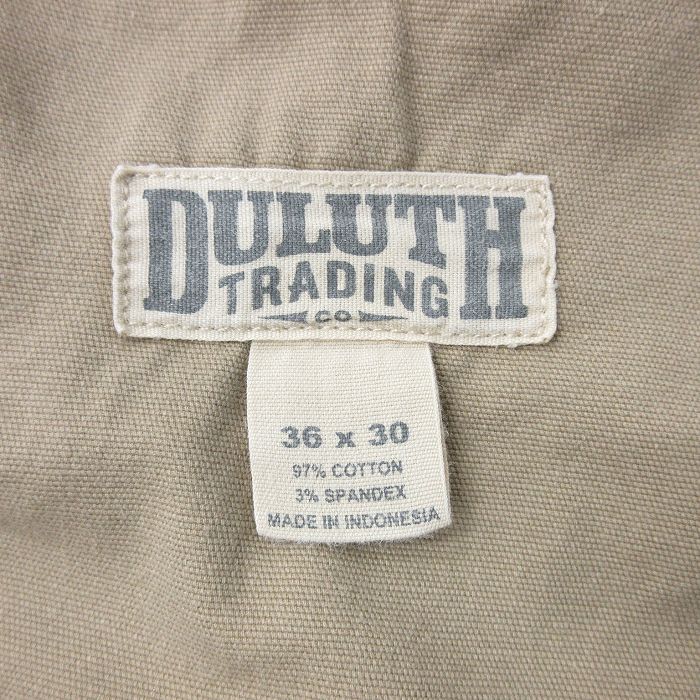 DULUTH
TRADING
CO
36 x 30
97% COTTON
3% SPANDEX
MADE IN INDONESIA